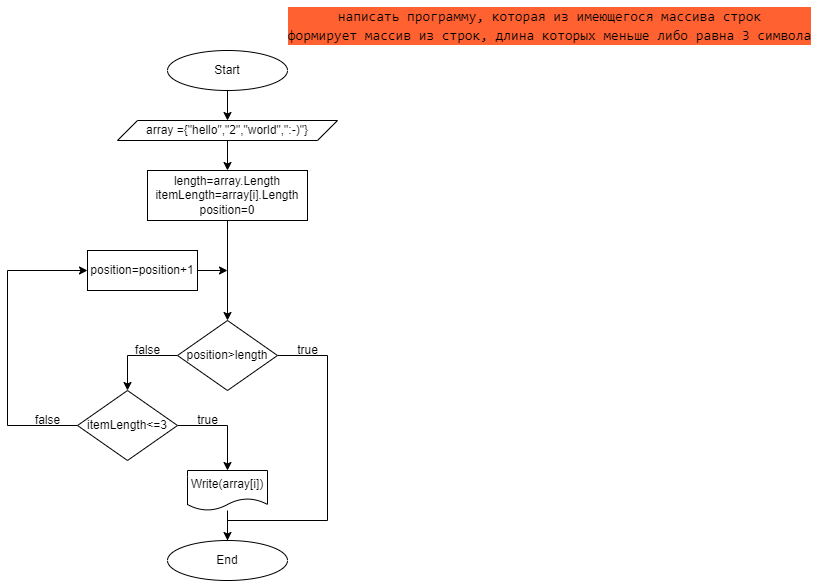 написать программу, которая из имеющегося массива строк
формирует массив из строк, длина которых меньше либо равна 3 символа
Start
array ={"hello","2","world",":-)"}
length=array.Length
itemLength=array[i].Length
position=0
position=position+1
position>length
false
true
itemLength<=3
false
true
Write(array[i])
End